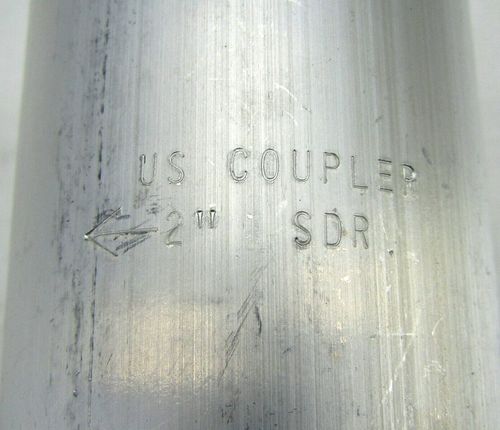 US COUPLER
← 2" SDR